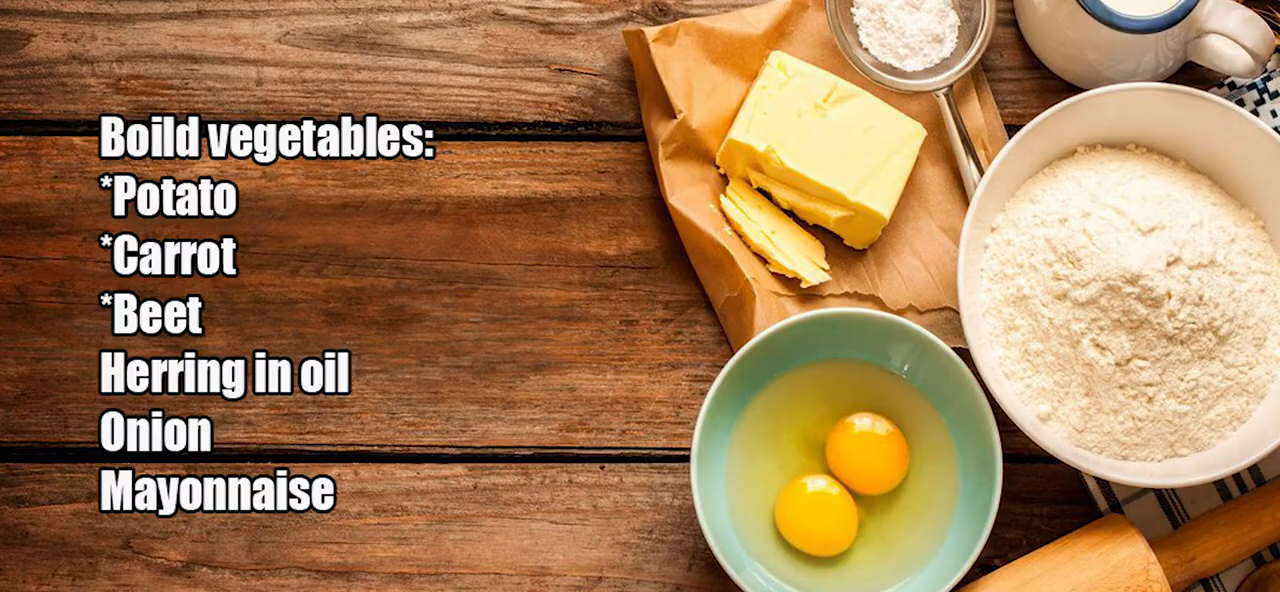 Boild vegetables:
*Potato
*Carrot
*Beet
Herring in oil
Onion
Mayonnaise